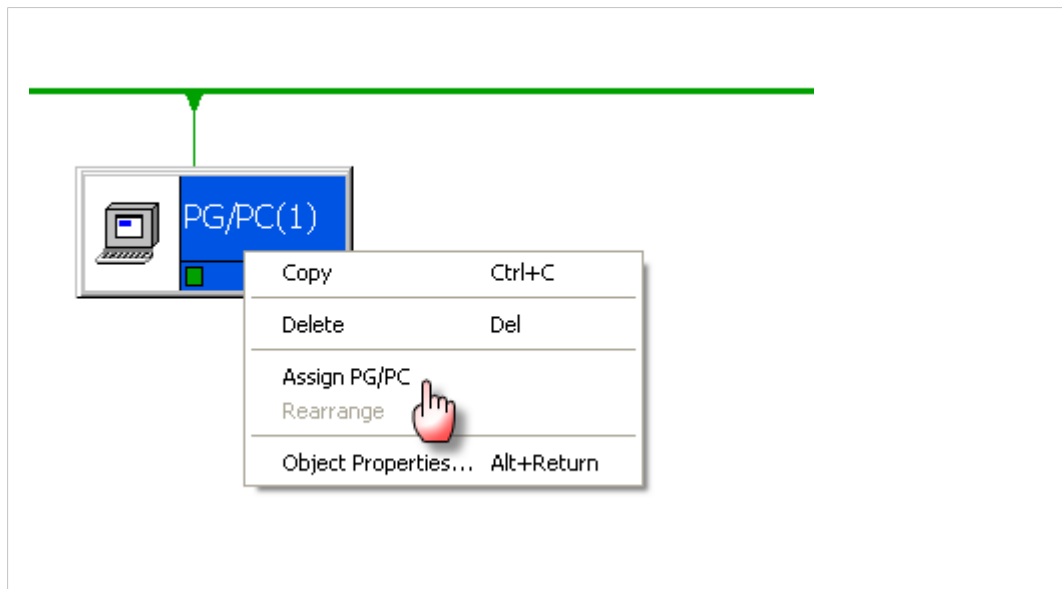 PG/PC(1)
Copy Ctrl+C
Delete Del
Assign PG/PC
Rearrange
Object Properties... Alt+Return